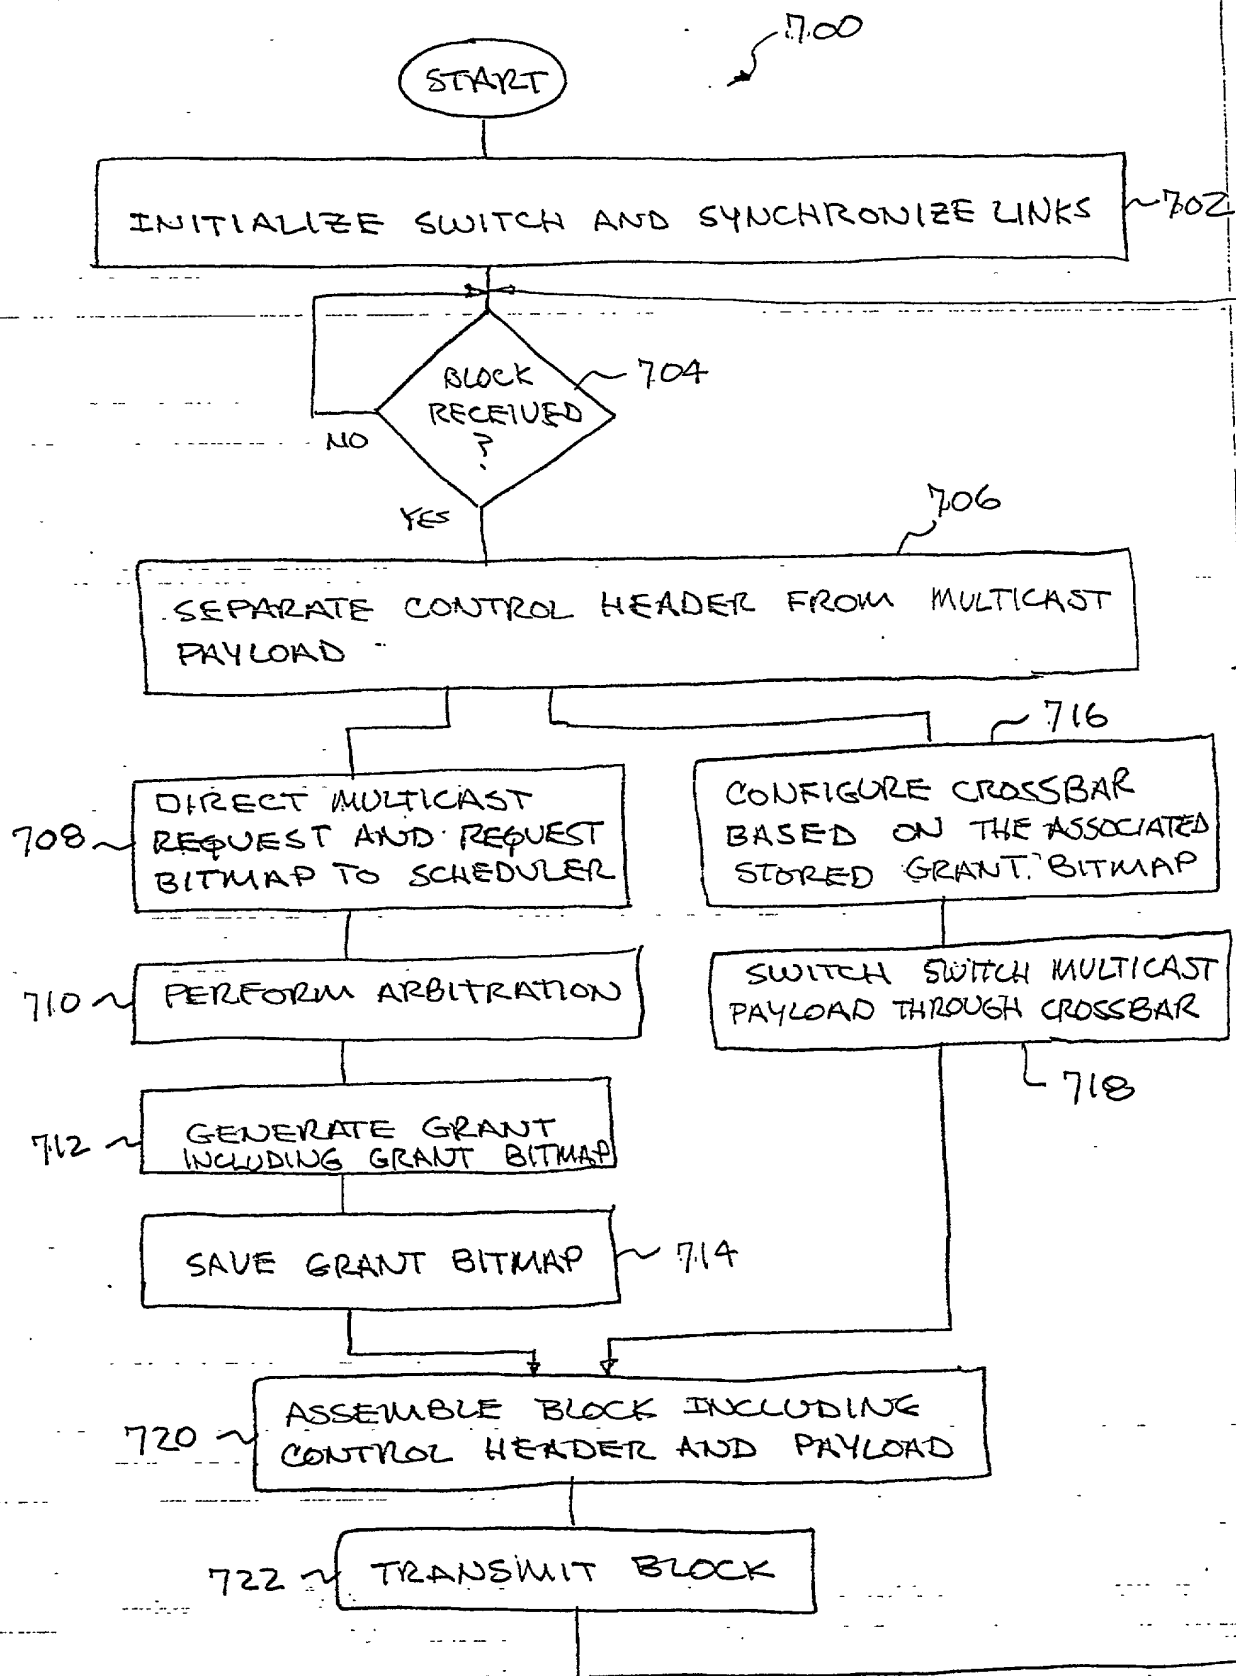 700
START
INITIALIZE SWITCH AND SYNCHRONIZE LINKS
702
BLOCK
RECEIVED
?
704
NO
YES
706
SEPARATE CONTROL HEADER FROM MULTICAST
PAYLOAD
716
708
DIRECT MULTICAST
REQUEST AND REQUEST
BITMAP TO SCHEDULER
CONFIGURE CROSSBAR
BASED ON THE ASSOCIATED
STORED GRANT BITMAP
710
PERFORM ARBITRATION
SWITCH SWITCH MULTICAST
PAYLOAD THROUGH CROSSBAR
718
712
GENERATE GRANT
INCLUDING GRANT BITMAP
SAVE GRANT BITMAP
714
720
ASSEMBLE BLOCK INCLUDING
CONTROL HEADER AND PAYLOAD
722
TRANSMIT BLOCK